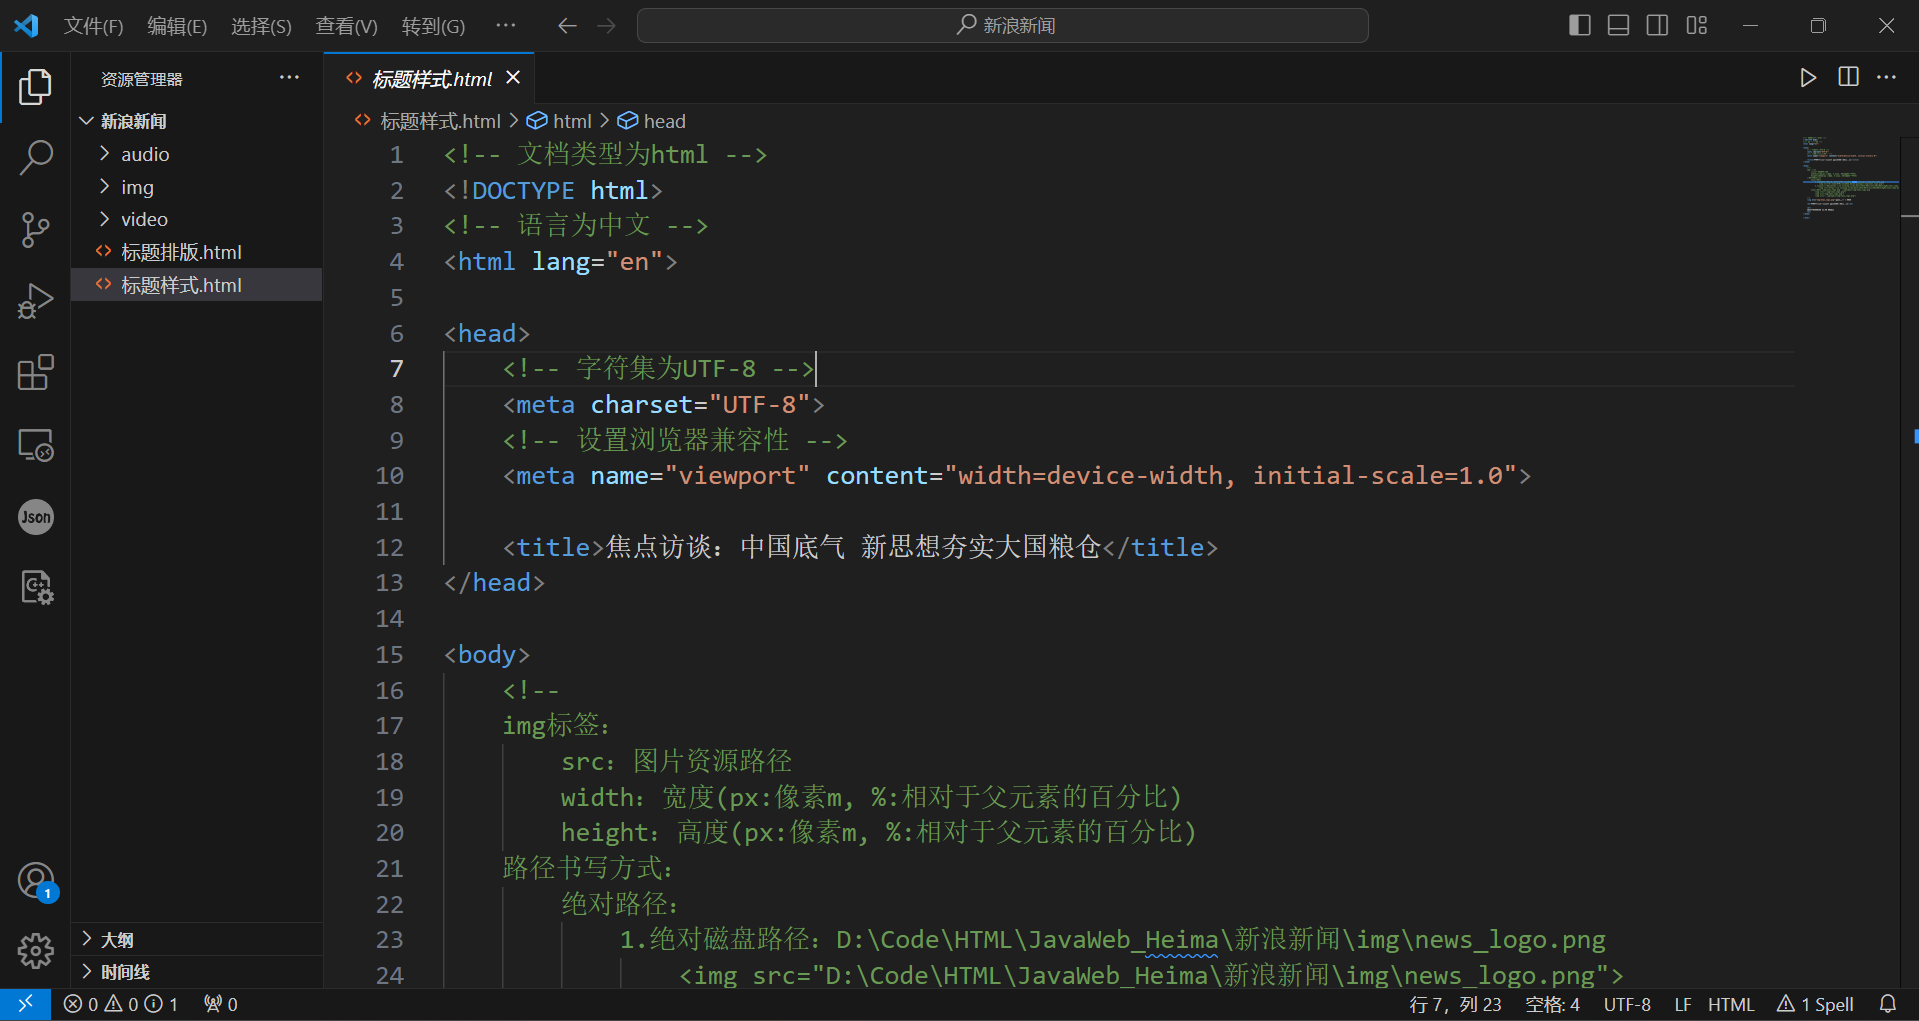 文件(F) 编辑(E) 选择(S) 查看(V) 转到(G) ··· 新浪新闻
资源管理器 ···
新浪新闻
audio
img
video
标题排版.html
标题样式.html
大纲
时间线
Json
C++
1
标题样式.html
标题样式.html > html > head
1 <!-- 文档类型为html -->
2 <!DOCTYPE html>
3 <!-- 语言为中文 -->
4 <html lang="en">
5
6 <head>
7 <!-- 字符集为UTF-8 -->
8 <meta charset="UTF-8">
9 <!-- 设置浏览器兼容性 -->
10 <meta name="viewport" content="width=device-width, initial-scale=1.0">
11
12 <title>焦点访谈：中国底气 新思想夯实大国粮仓</title>
13 </head>
14
15 <body>
16 <!--
17 img标签：
18 src：图片资源路径
19 width：宽度(px:像素m, %:相对于父元素的百分比)
20 height：高度(px:像素m, %:相对于父元素的百分比)
21 路径书写方式：
22 绝对路径：
23 1.绝对磁盘路径：D:\Code\HTML\JavaWeb_Heima\新浪新闻\img\news_logo.png
24 <img src="D:\Code\HTML\JavaWeb_Heima\新浪新闻\img\news_logo.png">
0 0 1 0 行 7，列 23 空格: 4 UTF-8 LF HTML 1 Spell